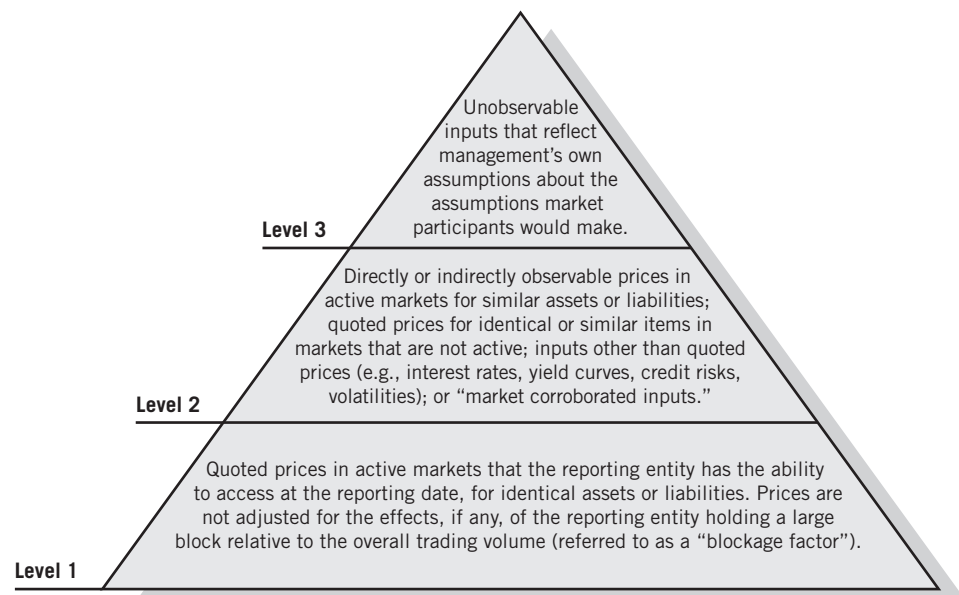 Unobservable
inputs that reflect
management’s own
assumptions about the
assumptions market
participants would make.
Level 3
Directly or indirectly observable prices in
active markets for similar assets or liabilities;
quoted prices for identical or similar items in
markets that are not active; inputs other than quoted
prices (e.g., interest rates, yield curves, credit risks,
volatilities); or “market corroborated inputs.”
Level 2
Quoted prices in active markets that the reporting entity has the ability
to access at the reporting date, for identical assets or liabilities. Prices are
not adjusted for the effects, if any, of the reporting entity holding a large
block relative to the overall trading volume (referred to as a “blockage factor”).
Level 1